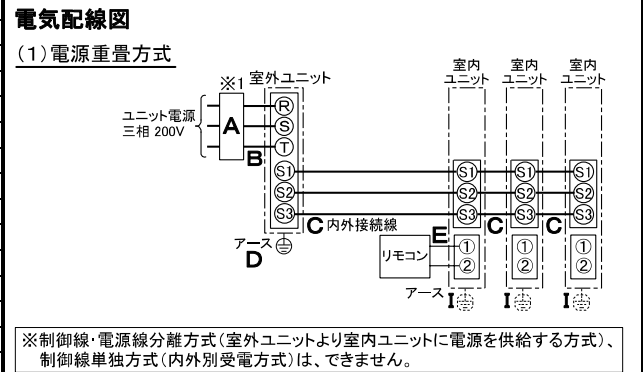 電気配線図
(1)電源重畳方式
※1
室外ユニット
室内
ユニット
室内
ユニット
室内
ユニット
ユニット電源
三相 200V
A
B
R
S
T
S1
S2
S3
S1
S2
S3
S1
S2
S3
S1
S2
S3
C 内外接続線
C
C
アース
D
リモコン
E
①
②
①
②
①
②
アース
I
I
I
※制御線・電源線分離方式(室外ユニットより室内ユニットに電源を供給する方式)、
制御線単独方式(内外別受電方式)は、できません。